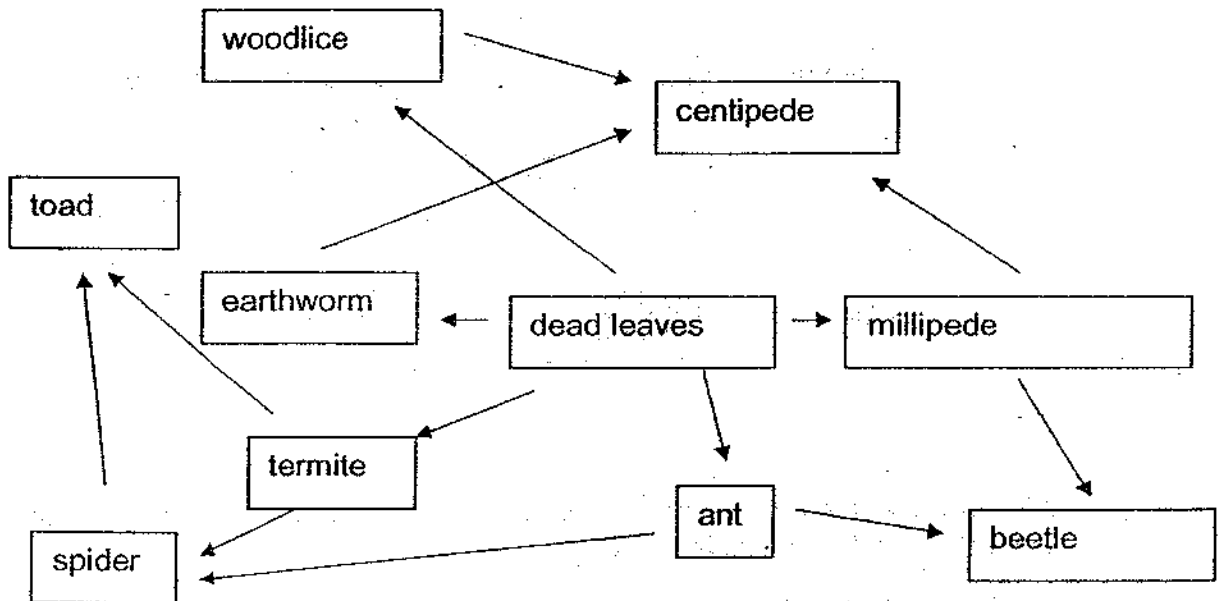 woodlice
centipede
toad
earthworm
dead leaves
millipede
termite
ant
beetle
spider